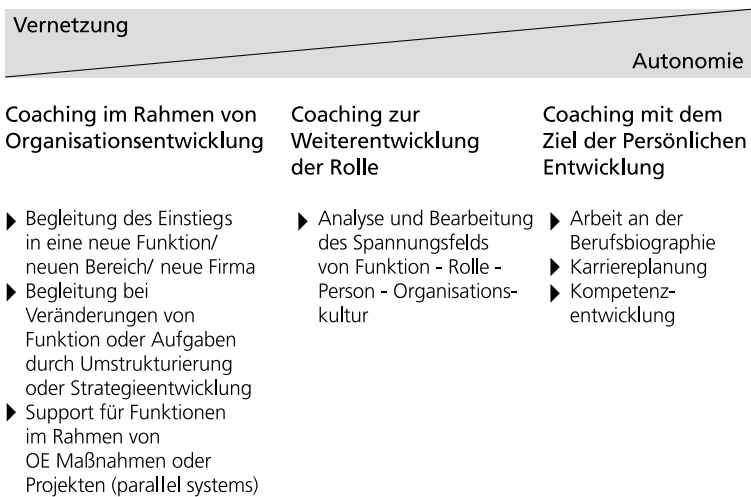 Vernetzung
Autonomie
Coaching im Rahmen von
Organisationsentwicklung
▶ Begleitung des Einstiegs
in eine neue Funktion/
neuen Bereich/ neue Firma
▶ Begleitung bei
Veränderungen von
Funktion oder Aufgaben
durch Umstrukturierung
oder Strategieentwicklung
▶ Support für Funktionen
im Rahmen von
OE Maßnahmen oder
Projekten (parallel systems)
Coaching zur
Weiterentwicklung
der Rolle
▶ Analyse und Bearbeitung
des Spannungsfelds
von Funktion - Rolle -
Person - Organisations-
kultur
Coaching mit dem
Ziel der Persönlichen
Entwicklung
▶ Arbeit an der
Berufsbiographie
▶ Karriereplanung
▶ Kompetenz-
entwicklung